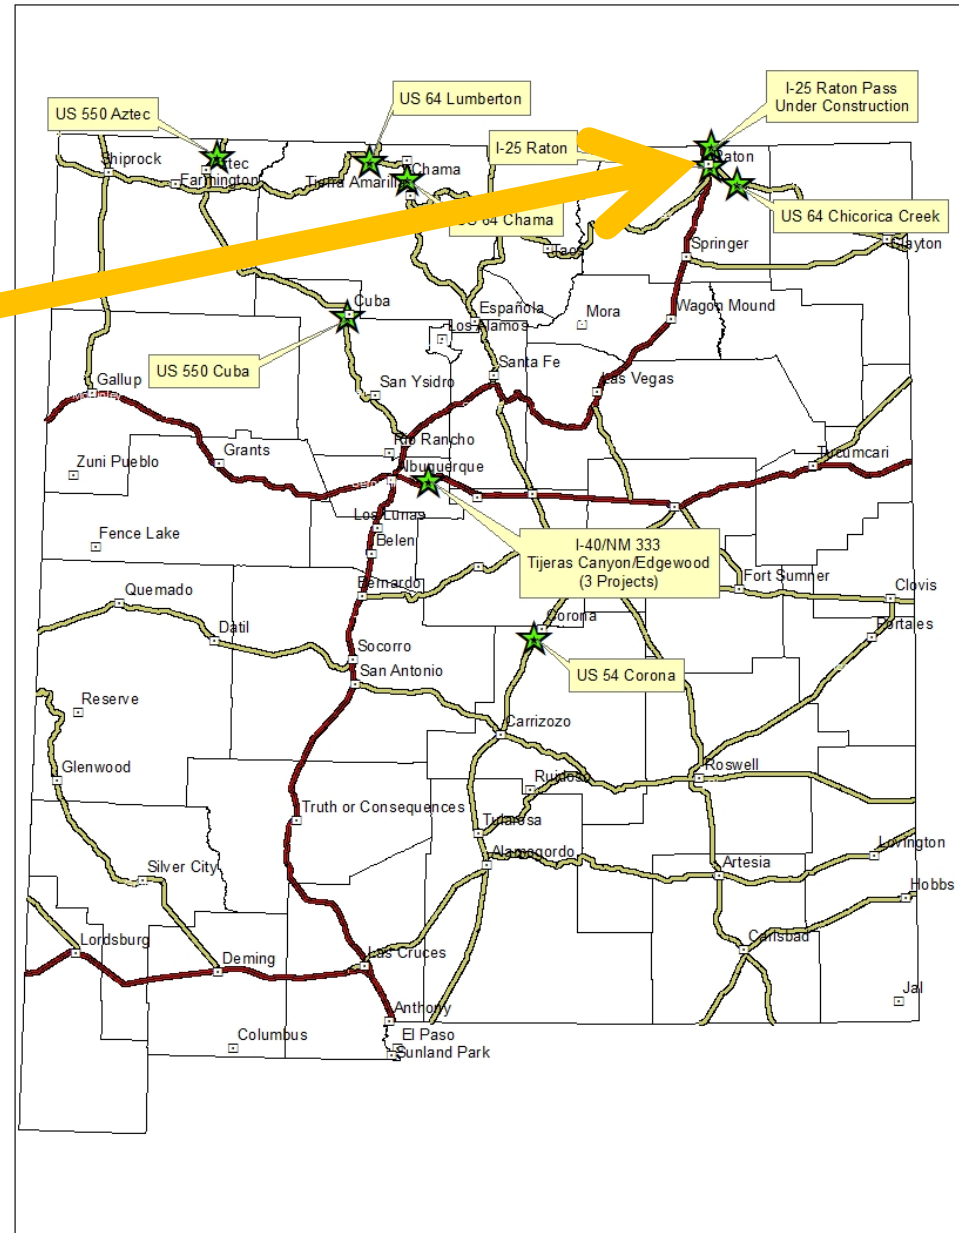 I-25 Raton Pass
Under Construction
US 64 Lumberton
US 550 Aztec
I-25 Raton
Raton
Shiprock
Aztec
Chama
Farmington
Tierra Amarilla
US 64 Chama
US 64 Chicorica Creek
Springer
Clayton
Taos
Cuba
Española
Mora
Wagon Mound
Los Alamos
US 550 Cuba
Santa Fe
Gallup
San Ysidro
Las Vegas
Rio Rancho
Grants
Tucumcari
Zuni Pueblo
Albuquerque
Los Lunas
Fence Lake
Belen
I-40/NM 333
Tijeras Canyon/Edgewood
(3 Projects)
Bernardo
Fort Sumner
Clovis
Quemado
Corona
Portales
Datil
Socorro
San Antonio
US 54 Corona
Reserve
Carrizozo
Glenwood
Roswell
Ruidoso
Truth or Consequences
Tularosa
Alamogordo
Lovington
Silver City
Artesia
Hobbs
Lordsburg
Carlsbad
Deming
Las Cruces
Jal
Anthony
Columbus
El Paso
Sunland Park